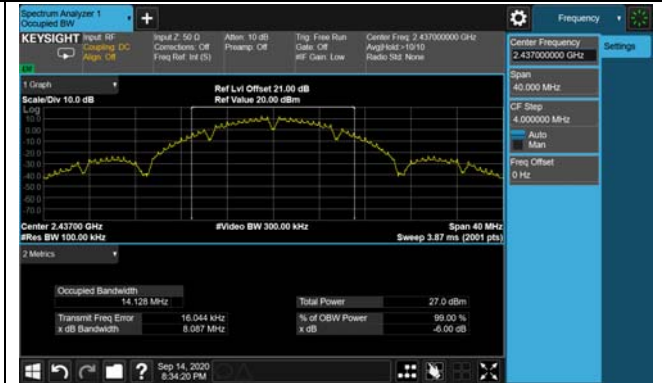 Spectrum Analyzer 1
Occupied BW
+
Frequency
KEYSIGHT
Input: RF
Coupling: DC
Align: Off
Input Z: 50 Ω
Corrections: Off
Freq Ref: Int (S)
Atten: 10 dB
Preamp: Off
Trig: Free Run
Gate: Off
#IF Gain: Low
Center Freq: 2.437000000 GHz
Avg|Hold:>10/10
Radio Std: None
Center Frequency
2.437000000 GHz
Settings
Span
40.000 MHz
CF Step
4.000000 MHz
Auto
Man
Freq Offset
0 Hz
1 Graph
Scale/Div 10.0 dB
Ref Lvl Offset 21.00 dB
Ref Value 20.00 dBm
Log
10.0
0.00
-10.0
-20.0
-30.0
-40.0
-50.0
-60.0
-70.0
Center 2.43700 GHz
#Video BW 300.00 kHz
Span 40 MHz
#Res BW 100.00 kHz
Sweep 3.87 ms (2001 pts)
2 Metrics
Occupied Bandwidth
14.128 MHz
Total Power
27.0 dBm
Transmit Freq Error
16.044 kHz
% of OBW Power
99.00 %
x dB Bandwidth
8.087 MHz
x dB
-6.00 dB
?
Sep 14, 2020
8:34:20 PM